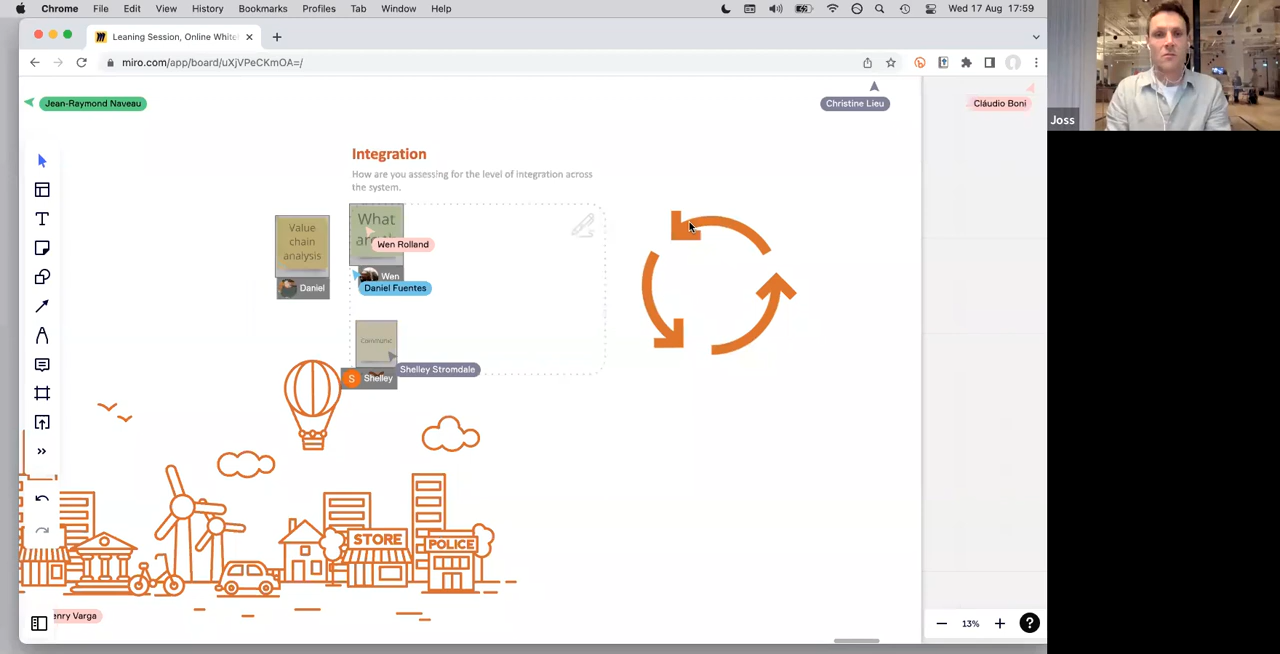 Chrome File Edit View History Bookmarks Profiles Tab Window Help
Wed 17 Aug 17:59
Leaning Session, Online White
miro.com/app/board/uXjVPeCKmOA=/
Jean-Raymond Naveau
Christine Lieu
Cláudio Boni
Joss
Integration
How are you assessing for the level of integration across
the system.
Value
chain
analysis
Daniel
What
Wen Rolland
Wen
Daniel Fuentes
Shelley Stromdale
S
Shelley
STORE
POLICE
enry Varga
13%
?